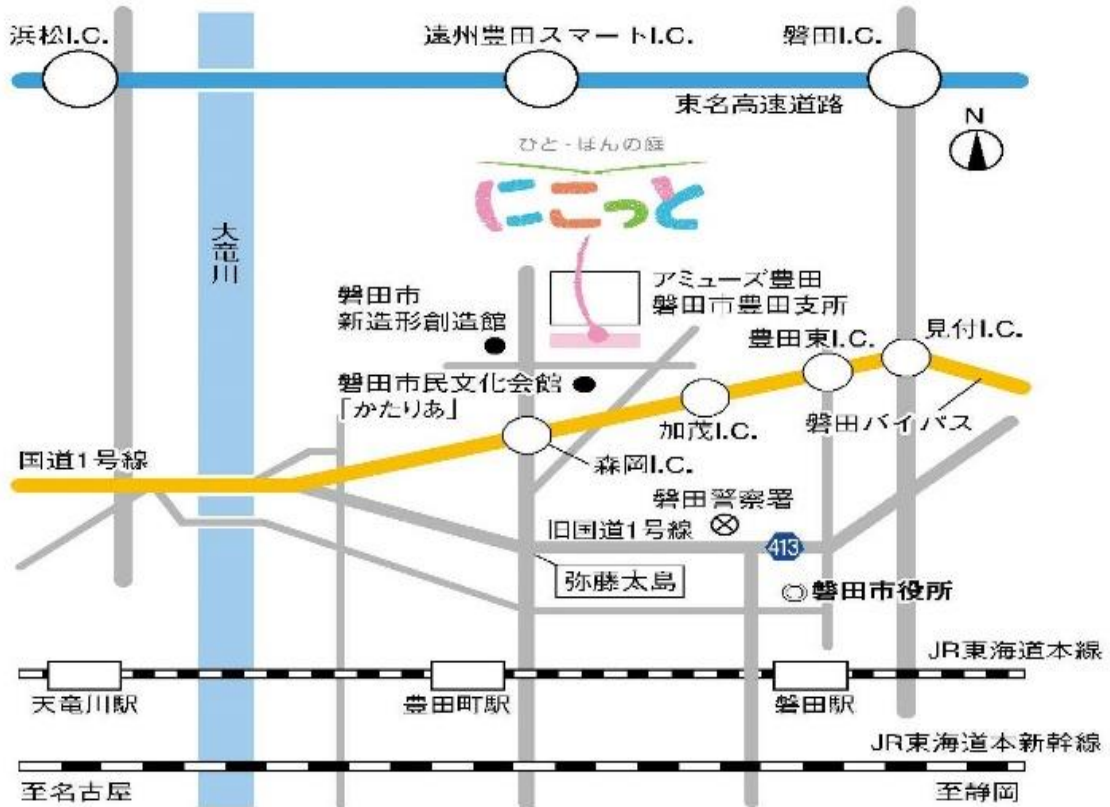 浜松I.C.
遠州豊田スマートI.C.
磐田I.C.
東名高速道路
N
ひと・ほんの庭
にこっと
天竜川
アミューズ豊田
磐田市豊田支所
磐田市
新造形創造館
豊田東I.C.
見付I.C.
磐田市民文化会館
「かたりあ」
加茂I.C.
磐田バイパス
国道1号線
森岡I.C.
磐田警察署
旧国道1号線
413
弥藤太島
磐田市役所
JR東海道本線
天竜川駅
豊田町駅
磐田駅
JR東海道本新幹線
至名古屋
至静岡